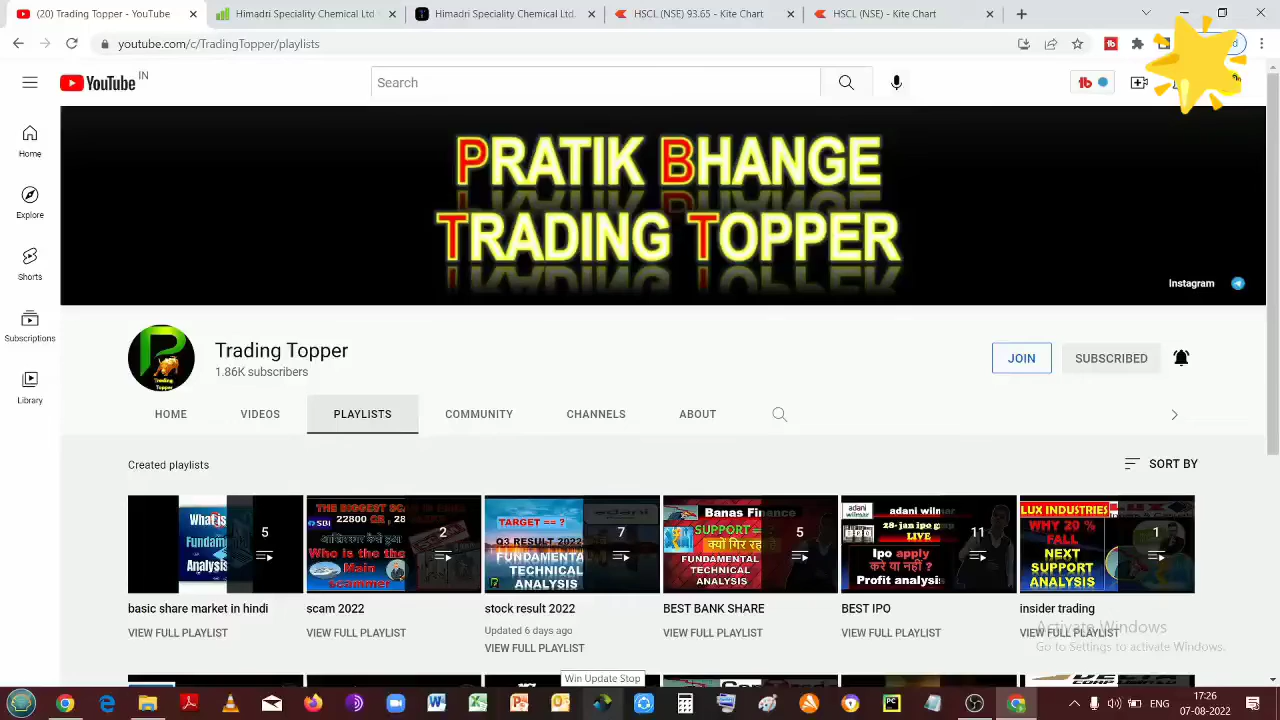 (20) Trading Topper - YouTube
Himadri Speciality Chemical Ltd
Himadri Speciality Chemical Ltd.
HSCL (NSE) 93.65 - Kite Chart
HSCL (NSE) - Kite Chart
youtube.com/c/TradingTopper/playlists
YouTube IN
Search
PRATIK BHANGE
TRADING TOPPER
Instagram
Home
Explore
Shorts
Subscriptions
Library
Trading Topper
1.86K subscribers
JOIN
SUBSCRIBED
HOME
VIDEOS
PLAYLISTS
COMMUNITY
CHANNELS
ABOUT
Created playlists
SORT BY
What is
Fundam
Analysis
5
SBI
22800 CR
Who is the
Main
scammer
2
TARGET == ?
Q3 RESULT 2022
FUNDAMENTAL
TECHNICAL
ANALYSIS
7
Banas Finance
SUPPORT =
क्यों गिर रह
FUNDAMENTAL
TECHNICAL
ANALYSIS
5
adani
wilmar
adani wilmar
28-jan ipo
LIVE
IPO
Ipo apply
करे या नहीं ?
Profit analysis
11
LUX INDUSTRIES
WHY 20 %
FALL
NEXT
SUPPORT
ANALYSIS
1
basic share market in hindi
VIEW FULL PLAYLIST
scam 2022
VIEW FULL PLAYLIST
stock result 2022
Updated 6 days ago
VIEW FULL PLAYLIST
BEST BANK SHARE
VIEW FULL PLAYLIST
BEST IPO
VIEW FULL PLAYLIST
insider trading
VIEW FULL PLAYLIST
Activate Windows
Go to Settings to activate Windows.
Win Update Stop
17:26
07-08-2022